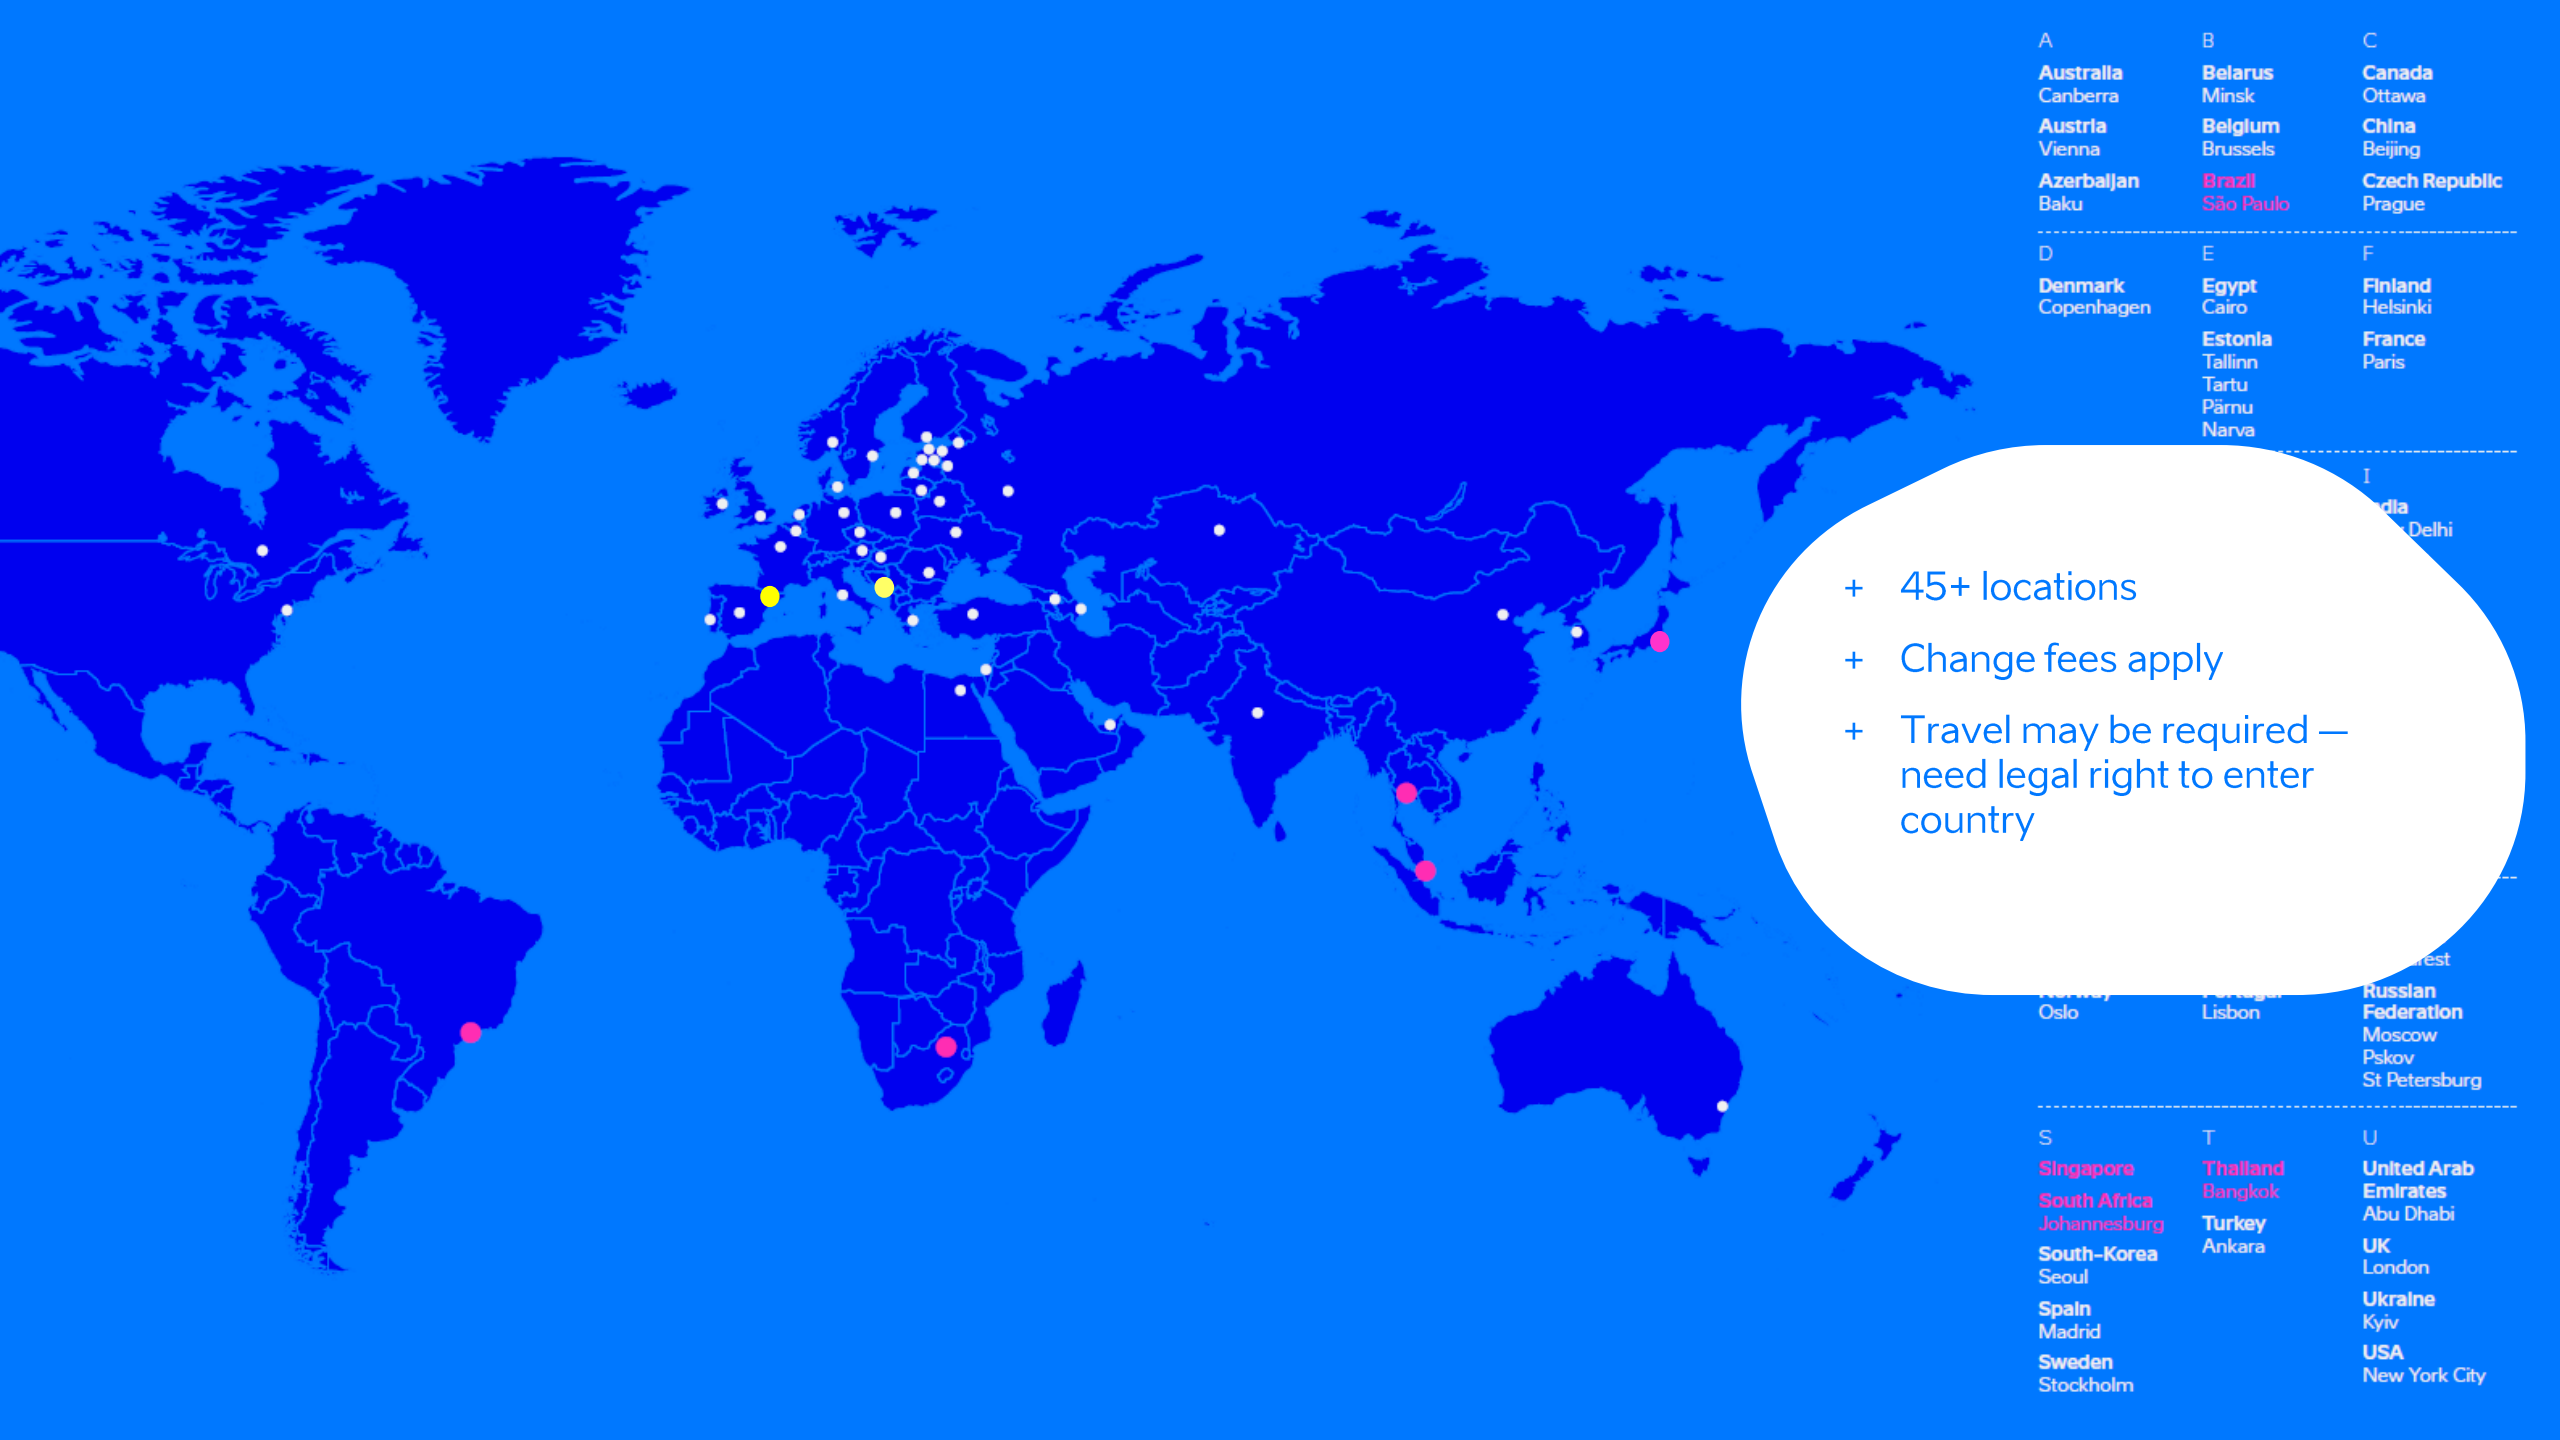 A
Australia
Canberra
Austria
Vienna
Azerbaijan
Baku
B
Belarus
Minsk
Belgium
Brussels
Brazil
São Paulo
C
Canada
Ottawa
China
Beijing
Czech Republic
Prague
D
Denmark
Copenhagen
E
Egypt
Cairo
Estonia
Tallinn
Tartu
Pärnu
Narva
F
Finland
Helsinki
France
Paris
I
Delhi
+ 45+ locations
+ Change fees apply
+ Travel may be required —
need legal right to enter
country
Oslo
Lisbon
Russian
Federation
Moscow
Pskov
St Petersburg
S
Singapore
South Africa
Johannesburg
South-Korea
Seoul
Spain
Madrid
Sweden
Stockholm
T
Thailand
Bangkok
Turkey
Ankara
U
United Arab
Emirates
Abu Dhabi
UK
London
Ukraine
Kyiv
USA
New York City